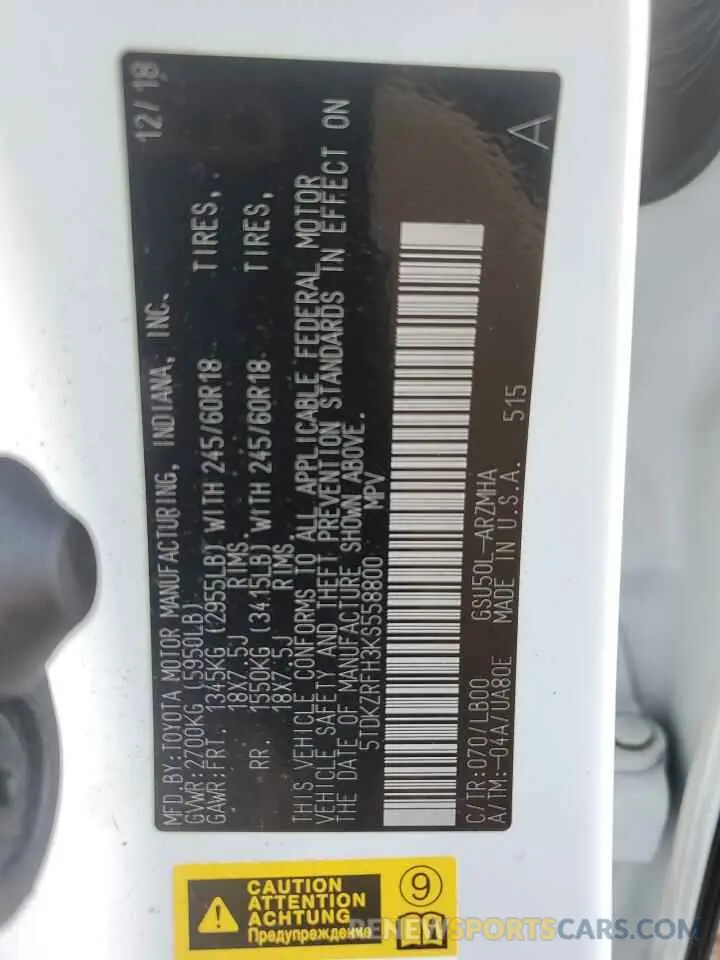 MFD.BY:TOYOTA MOTOR MANUFACTURING, INDIANA, INC. 12/18
GVWR:2700KG (5950LB)
GAWR:FRT. 1345KG (2955LB) WITH 245/60R18 TIRES,
18X7.5J RIMS.
RR. 1550KG (3415LB) WITH 245/60R18 TIRES,
18X7.5J RIMS
THIS VEHICLE CONFORMS TO ALL APPLICABLE FEDERAL MOTOR
VEHICLE SAFETY AND THEFT PREVENTION STANDARDS IN EFFECT ON
THE DATE OF MANUFACTURE SHOWN ABOVE.
5TDKZRFH3KS558800 MPV
C/TR:070/LB00 GSU50L-ARZMHA 515 A
A/TM:-04A/UA80E MADE IN U.S.A.
CAUTION
ATTENTION
ACHTUNG
Предупреждение
9
RENEWSPORTSCARS.COM